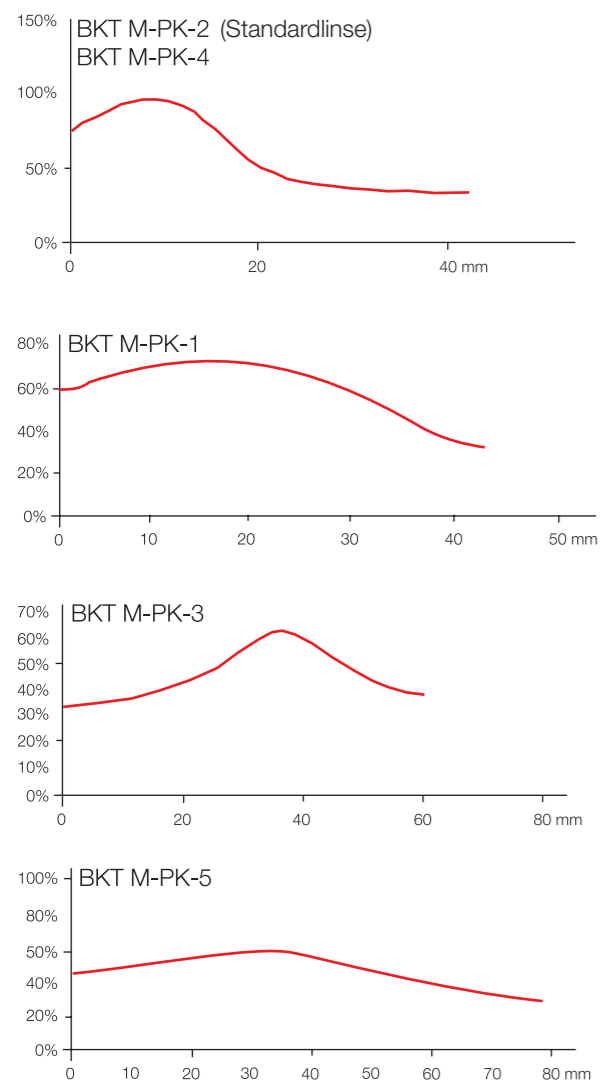 150%
BKT M-PK-2 (Standardlinse)
BKT M-PK-4
100%
50%
0%
0 20 40 mm
80%
BKT M-PK-1
60%
40%
20%
0%
0 10 20 30 40 50 mm
70%
BKT M-PK-3
60%
50%
40%
30%
20%
10%
0%
0 20 40 60 80 mm
100%
BKT M-PK-5
80%
50%
40%
20%
0%
0 10 20 30 40 50 60 70 80 mm